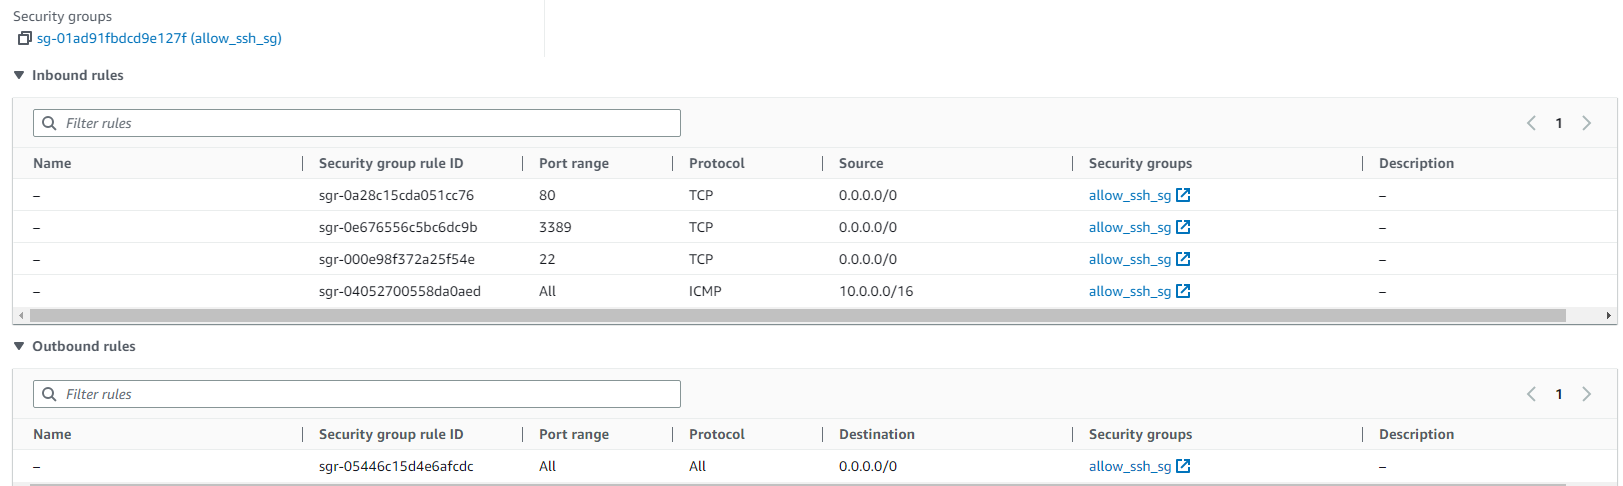 Security groups
sg-01ad91fbdcd9e127f (allow_ssh_sg)
Inbound rules
Filter rules
1
Name Security group rule ID Port range Protocol Source Security groups Description
– sgr-0a28c15cda051cc76 80 TCP 0.0.0.0/0 allow_ssh_sg –
– sgr-0e676556c5bc6dc9b 3389 TCP 0.0.0.0/0 allow_ssh_sg –
– sgr-000e98f372a25f54e 22 TCP 0.0.0.0/0 allow_ssh_sg –
– sgr-04052700558da0aed All ICMP 10.0.0.0/16 allow_ssh_sg –
Outbound rules
Filter rules
1
Name Security group rule ID Port range Protocol Destination Security groups Description
– sgr-05446c15d4e6afcdc All All 0.0.0.0/0 allow_ssh_sg –